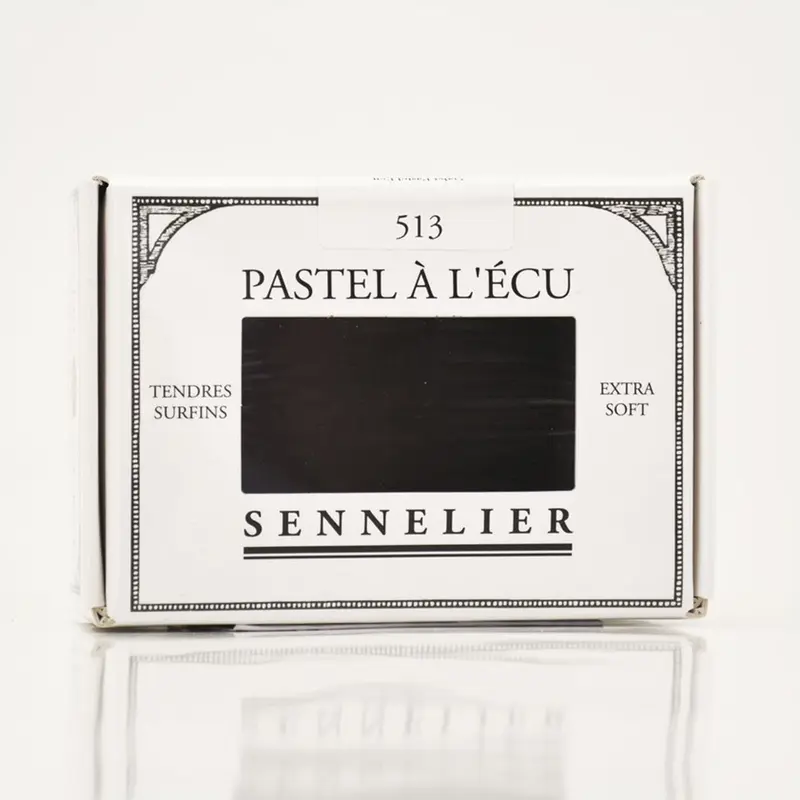 513
PASTEL À L'ÉCU
TENDRES
SURFINS
EXTRA
SOFT
SENNELIER